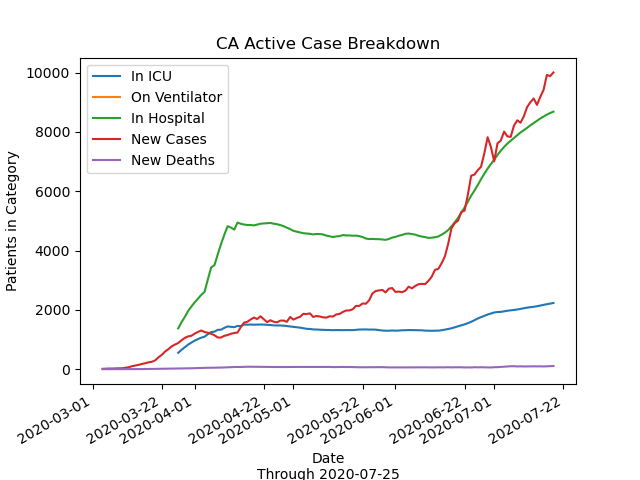 CA Active Case Breakdown
In ICU
On Ventilator
In Hospital
New Cases
New Deaths
Patients in Category
10000
8000
6000
4000
2000
0
2020-03-01
2020-03-22
2020-04-01
2020-04-22
2020-05-01
2020-05-22
2020-06-01
2020-06-22
2020-07-01
2020-07-22
Date
Through 2020-07-25